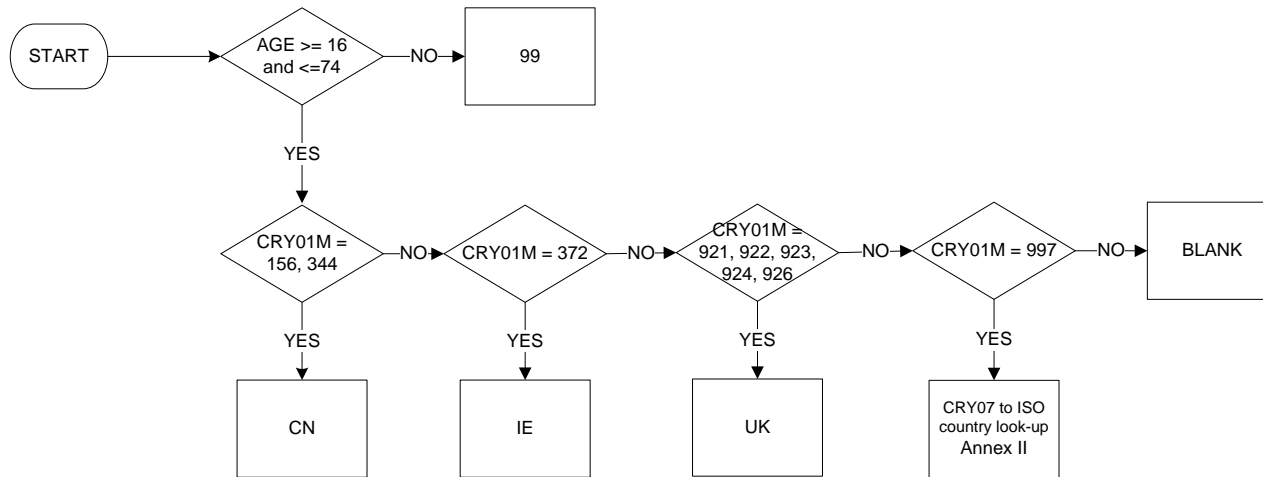 START
AGE >= 16
and <=74
NO
99
YES
CRY01M =
156, 344
NO
CRY01M = 372
NO
CRY01M =
921, 922, 923,
924, 926
NO
CRY01M = 997
NO
BLANK
YES
YES
YES
YES
CN
IE
UK
CRY07 to ISO
country look-up
Annex II